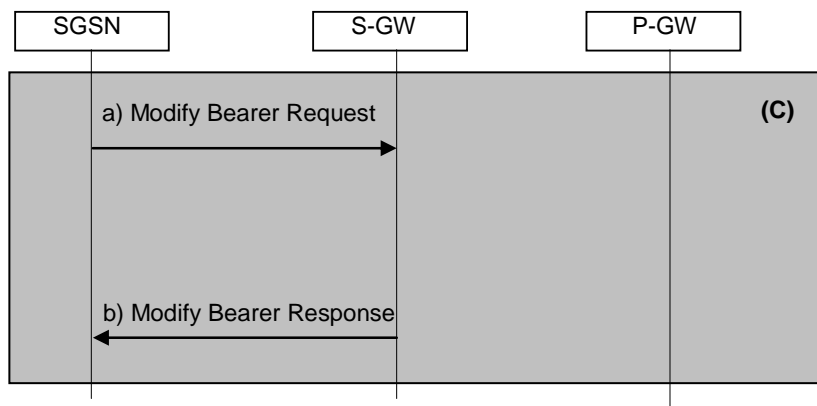 SGSN
S-GW
P-GW
(C)
a) Modify Bearer Request
b) Modify Bearer Response